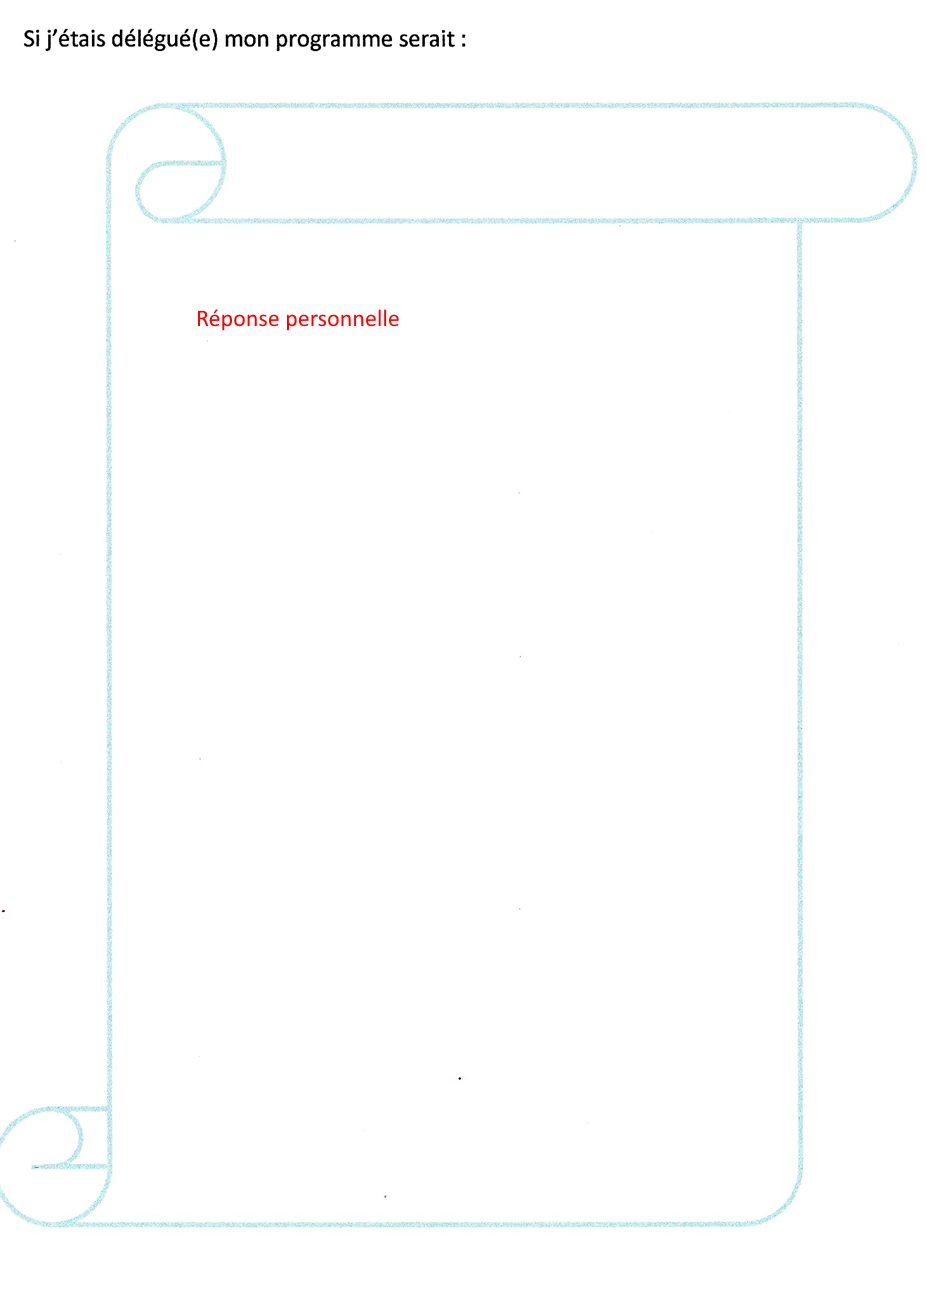 Si j'étais délégué(e) mon programme serait :
Réponse personnelle